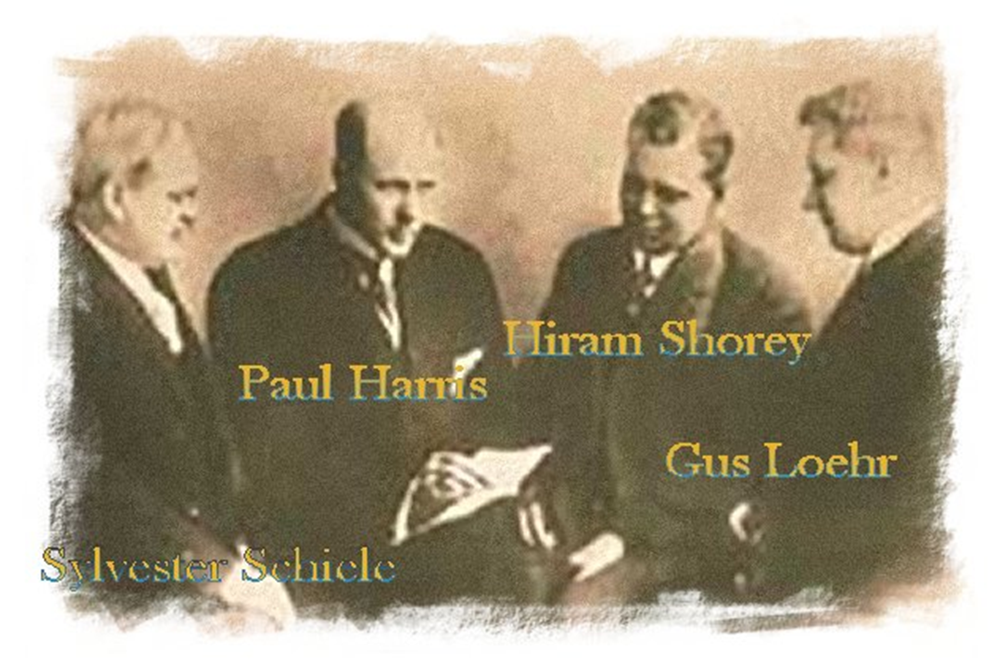 Hiram Shorey
Paul Harris
Gus Loehr
Sylvester Schiele